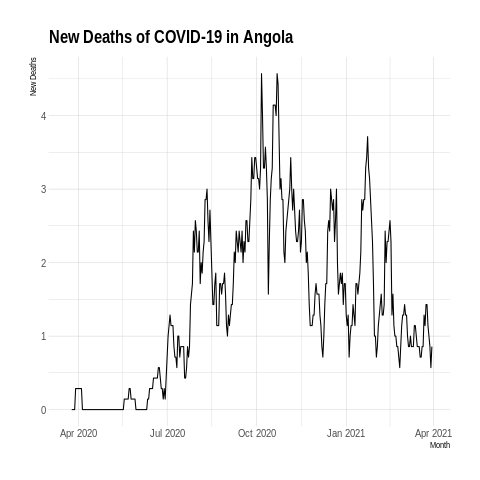 New Deaths of COVID-19 in Angola
New Deaths
4
3
2
1
0
Apr 2020
Jul 2020
Oct 2020
Jan 2021
Apr 2021
Month